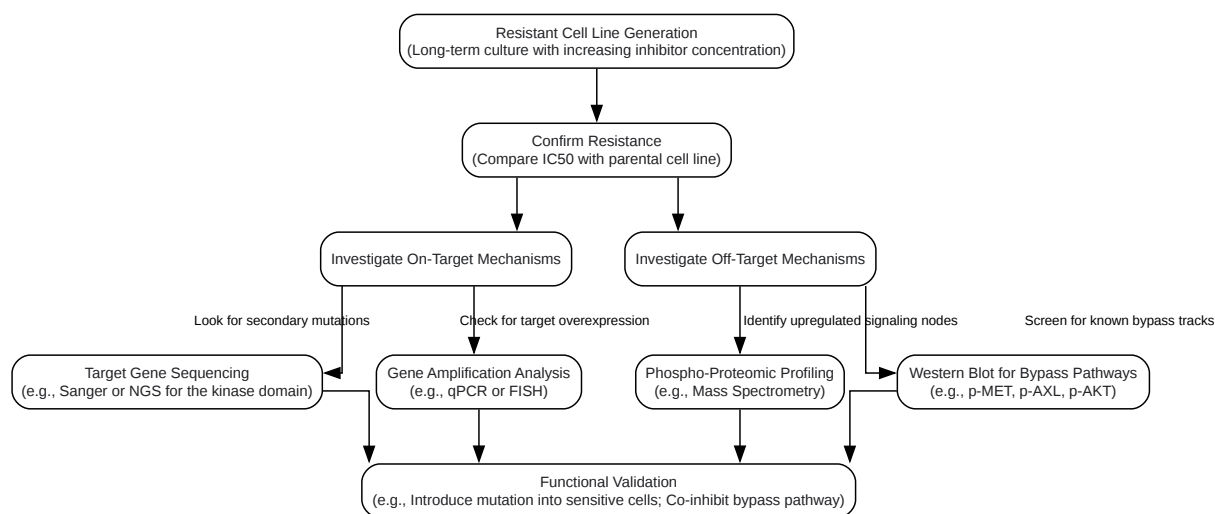 Resistant Cell Line Generation
(Long-term culture with increasing inhibitor concentration)
Confirm Resistance
(Compare IC50 with parental cell line)
Investigate On-Target Mechanisms
Investigate Off-Target Mechanisms
Look for secondary mutations
Check for target overexpression
Identify upregulated signaling nodes
Screen for known bypass tracks
Target Gene Sequencing
(e.g., Sanger or NGS for the kinase domain)
Gene Amplification Analysis
(e.g., qPCR or FISH)
Phospho-Proteomic Profiling
(e.g., Mass Spectrometry)
Western Blot for Bypass Pathways
(e.g., p-MET, p-AXL, p-AKT)
Functional Validation
(e.g., Introduce mutation into sensitive cells; Co-inhibit bypass pathway)